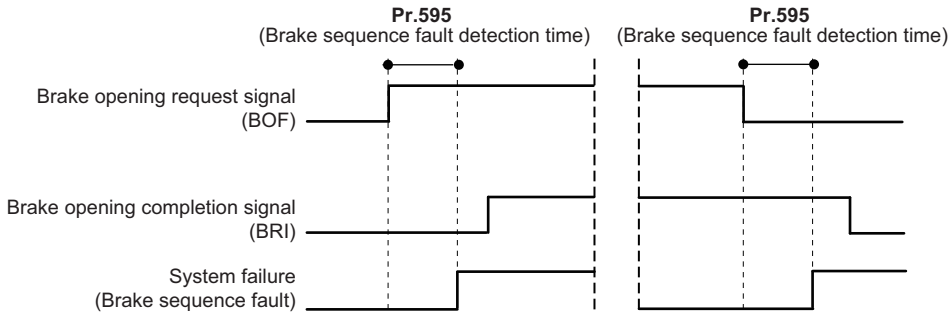 Pr.595
(Brake sequence fault detection time)
Pr.595
(Brake sequence fault detection time)
Brake opening request signal
(BOF)
Brake opening completion signal
(BRI)
System failure
(Brake sequence fault)